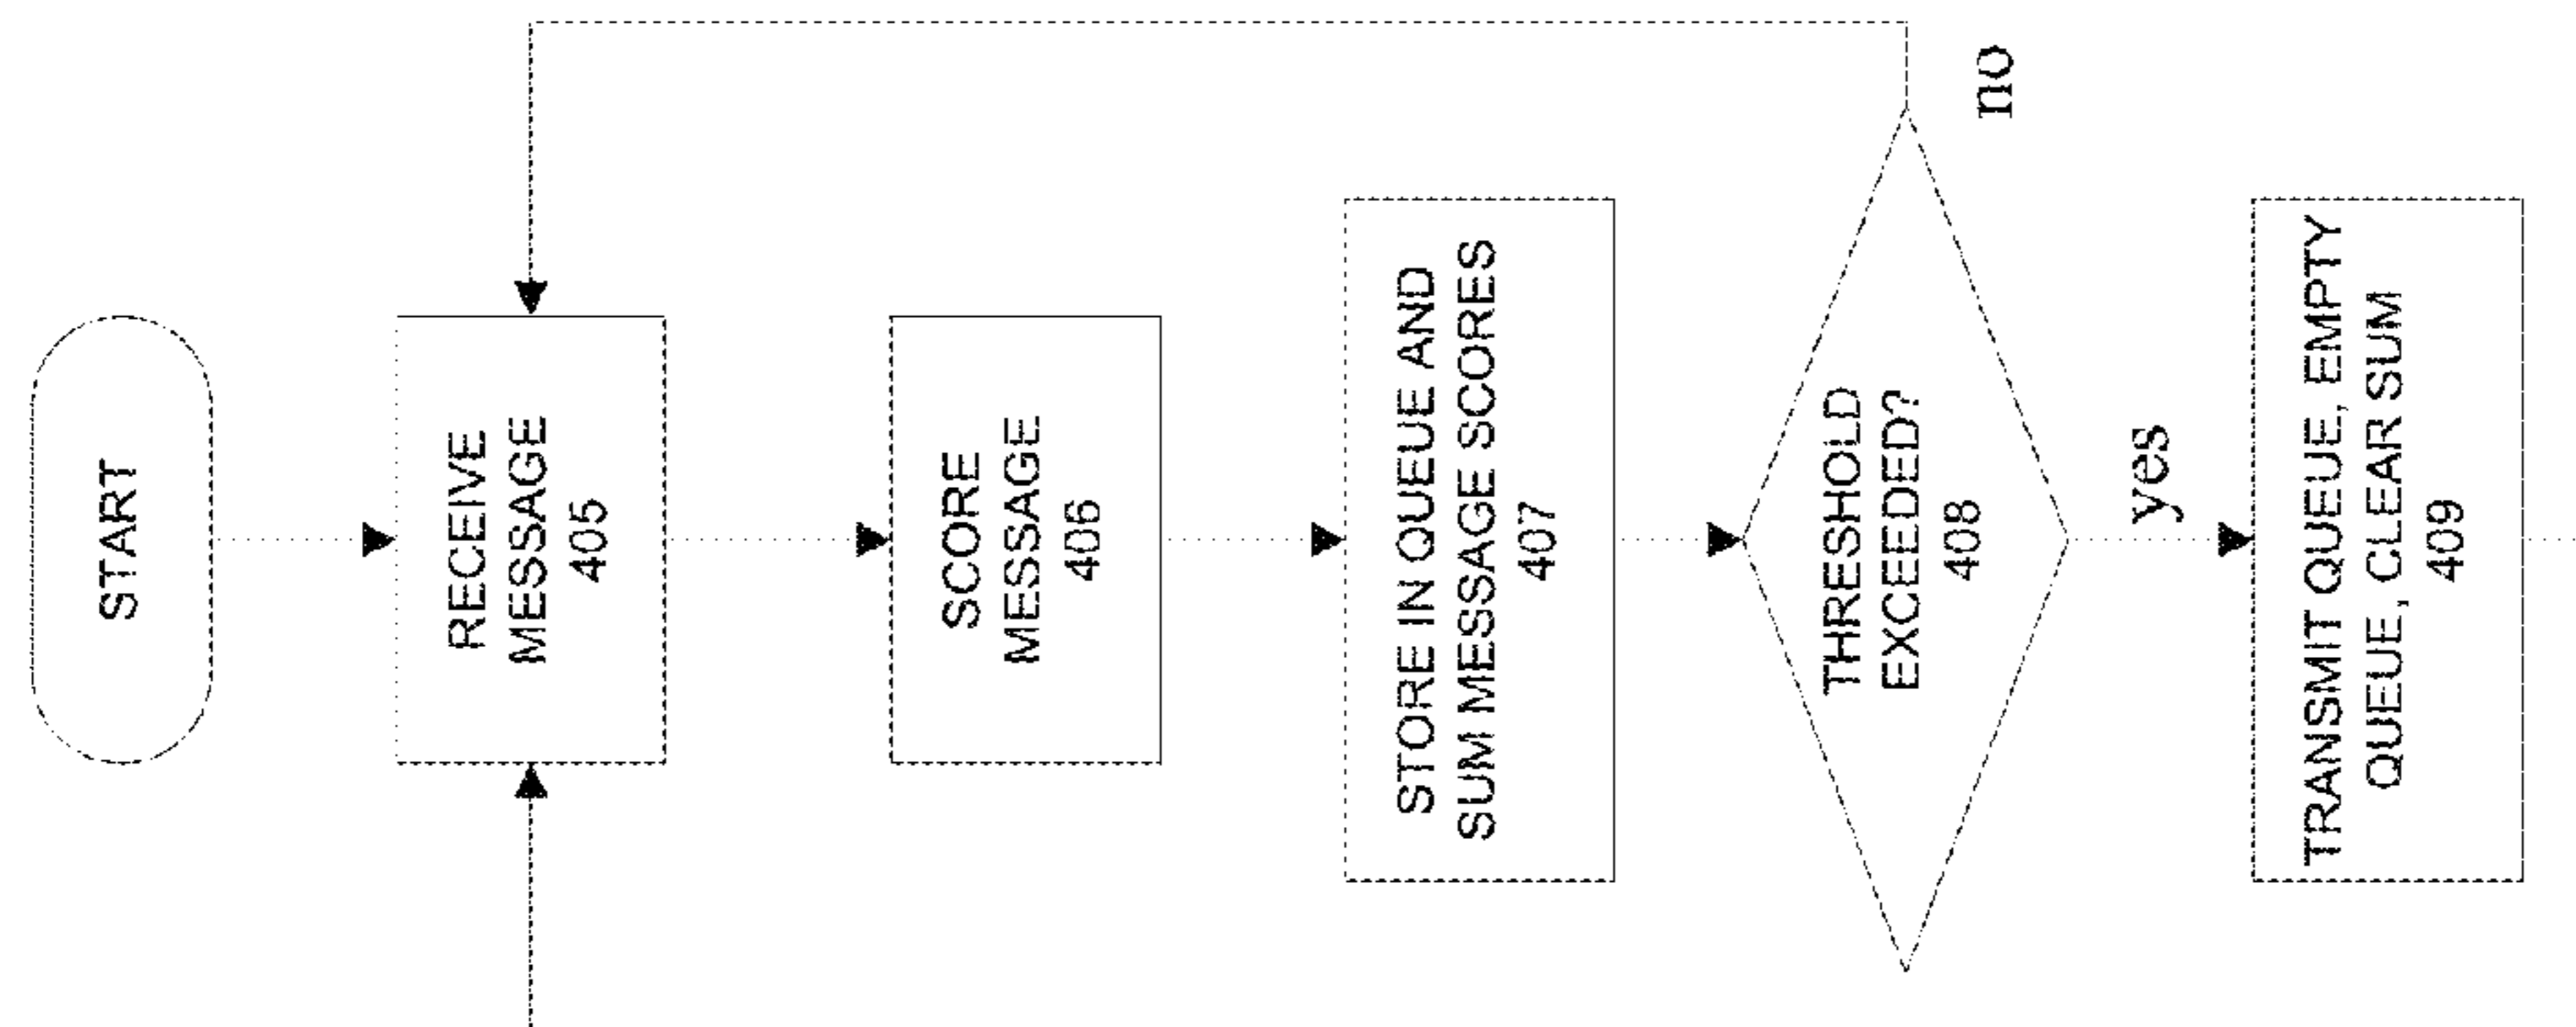 START
RECEIVE
MESSAGE
405
SCORE
MESSAGE
406
STORE IN QUEUE AND
SUM MESSAGE SCORES
407
THRESHOLD
EXCEEDED?
408
no
yes
TRANSMIT QUEUE, EMPTY
QUEUE, CLEAR SUM
409